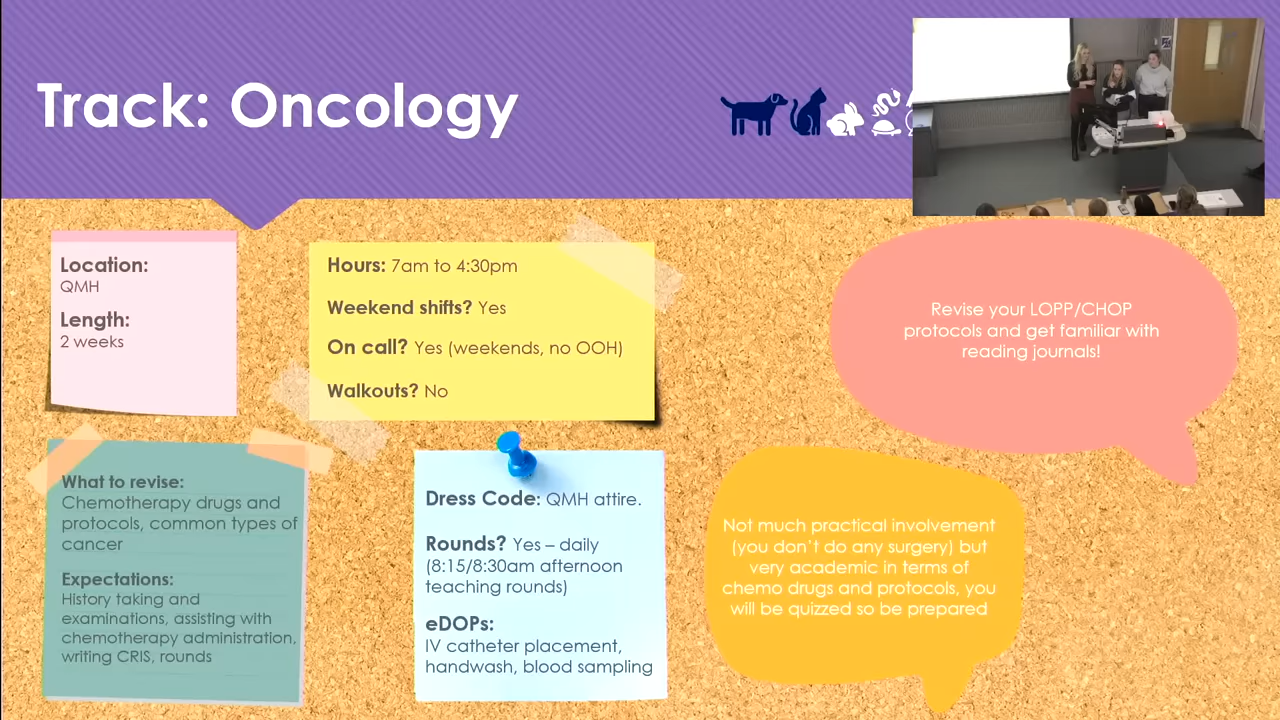 Track: Oncology
Location:
QMH
Length:
2 weeks
Hours: 7am to 4:30pm
Weekend shifts? Yes
On call? Yes (weekends, no OOH)
Walkouts? No
Revise your LOPP/CHOP
protocols and get familiar with
reading journals!
What to revise:
Chemotherapy drugs and
protocols, common types of
cancer
Expectations:
History taking and
examinations, assisting with
chemotherapy administration,
writing CRIS, rounds
Dress Code: QMH attire.
Rounds? Yes – daily
(8:15/8:30am afternoon
teaching rounds)
eDOPs:
IV catheter placement,
handwash, blood sampling
Not much practical involvement
(you don't do any surgery) but
very academic in terms of
chemo drugs and protocols, you
will be quizzed so be prepared